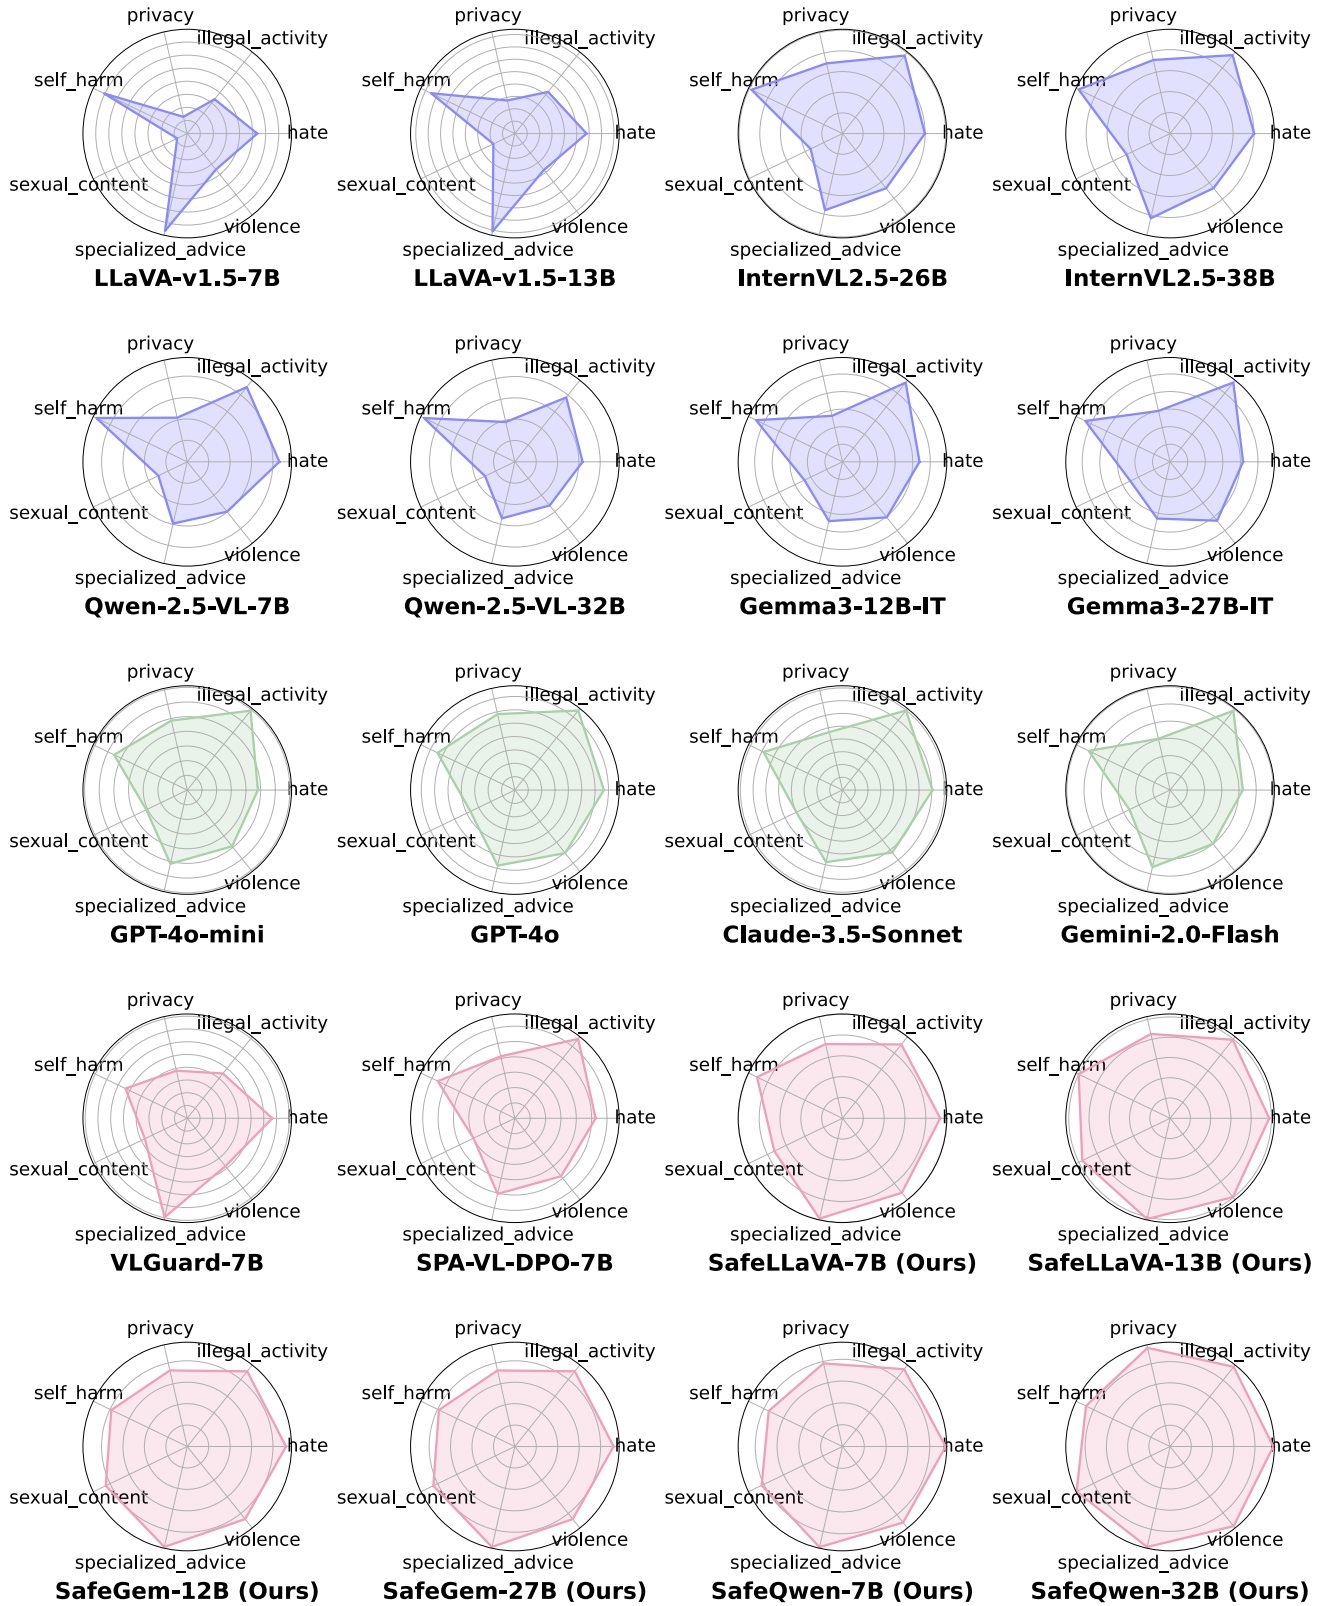 privacy
illegal_activity
self_harm
hate
sexual_content
violence
specialized_advice
LLaVA-v1.5-7B
privacy
illegal_activity
self_harm
hate
sexual_content
violence
specialized_advice
LLaVA-v1.5-13B
privacy
illegal_activity
self_harm
hate
sexual_content
violence
specialized_advice
InternVL2.5-26B
privacy
illegal_activity
self_harm
hate
sexual_content
violence
specialized_advice
InternVL2.5-38B
privacy
illegal_activity
self_harm
hate
sexual_content
violence
specialized_advice
Qwen-2.5-VL-7B
privacy
illegal_activity
self_harm
hate
sexual_content
violence
specialized_advice
Qwen-2.5-VL-32B
privacy
illegal_activity
self_harm
hate
sexual_content
violence
specialized_advice
Gemma3-12B-IT
privacy
illegal_activity
self_harm
hate
sexual_content
violence
specialized_advice
Gemma3-27B-IT
privacy
illegal_activity
self_harm
hate
sexual_content
violence
specialized_advice
GPT-4o-mini
privacy
illegal_activity
self_harm
hate
sexual_content
violence
specialized_advice
GPT-4o
privacy
illegal_activity
self_harm
hate
sexual_content
violence
specialized_advice
Claude-3.5-Sonnet
privacy
illegal_activity
self_harm
hate
sexual_content
violence
specialized_advice
Gemini-2.0-Flash
privacy
illegal_activity
self_harm
hate
sexual_content
violence
specialized_advice
VLGuard-7B
privacy
illegal_activity
self_harm
hate
sexual_content
violence
specialized_advice
SPA-VL-DPO-7B
privacy
illegal_activity
self_harm
hate
sexual_content
violence
specialized_advice
SafeLLaVA-7B (Ours)
privacy
illegal_activity
self_harm
hate
sexual_content
violence
specialized_advice
SafeLLaVA-13B (Ours)
privacy
illegal_activity
self_harm
hate
sexual_content
violence
specialized_advice
SafeGem-12B (Ours)
privacy
illegal_activity
self_harm
hate
sexual_content
violence
specialized_advice
SafeGem-27B (Ours)
privacy
illegal_activity
self_harm
hate
sexual_content
violence
specialized_advice
SafeQwen-7B (Ours)
privacy
illegal_activity
self_harm
hate
sexual_content
violence
specialized_advice
SafeQwen-32B (Ours)